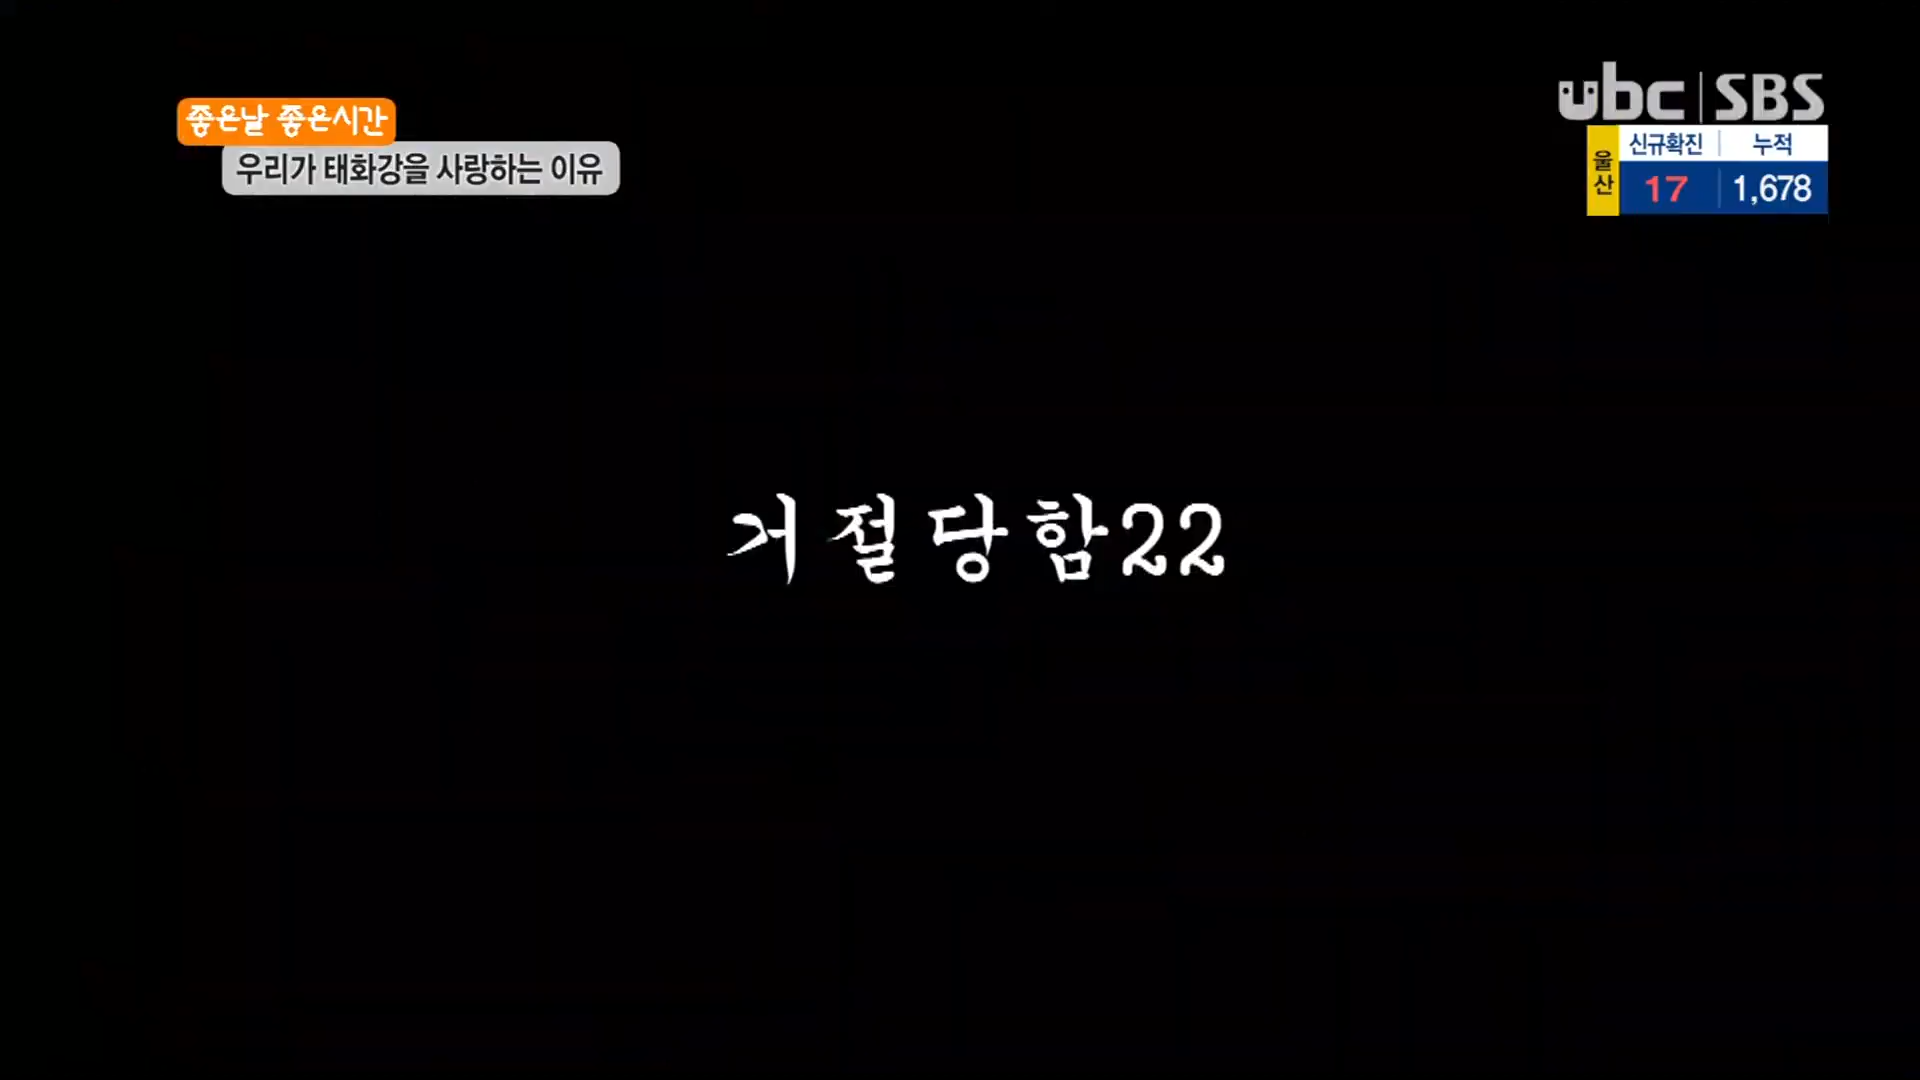 좋은날 좋은시간
우리가 태화강을 사랑하는 이유
ubc SBS
울산
신규확진 누적
17 1,678
거절당함22